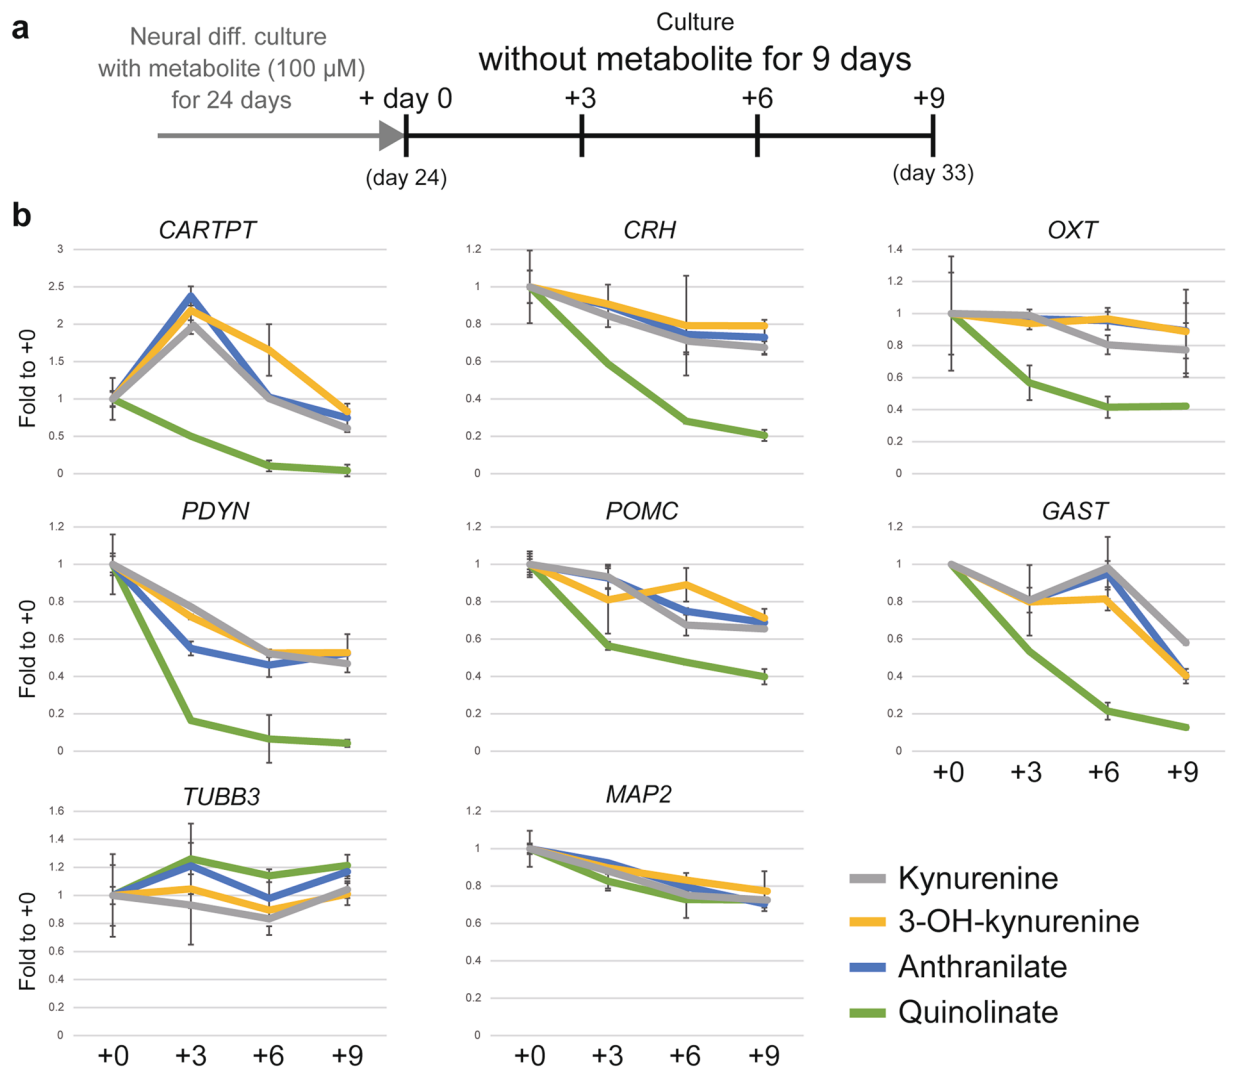 a
Neural diff. culture
with metabolite (100 µM)
for 24 days
Culture
without metabolite for 9 days
+ day 0
+3
+6
+9
(day 24)
(day 33)
b
CARTPT
3
2.5
2
1.5
1
0.5
0
Fold to +0
CRH
1.2
1
0.8
0.6
0.4
0.2
0
OXT
1.4
1.2
1
0.8
0.6
0.4
0.2
0
PDYN
1.2
1
0.8
0.6
0.4
0.2
0
Fold to +0
POMC
1.2
1
0.8
0.6
0.4
0.2
0
GAST
1.2
1
0.8
0.6
0.4
0.2
0
+0 +3 +6 +9
TUBB3
1.6
1.4
1.2
1
0.8
0.6
0.4
0.2
0
Fold to +0
+0 +3 +6 +9
MAP2
1.2
1
0.8
0.6
0.4
0.2
0
+0 +3 +6 +9
Kynurenine
3-OH-kynurenine
Anthranilate
Quinolinate